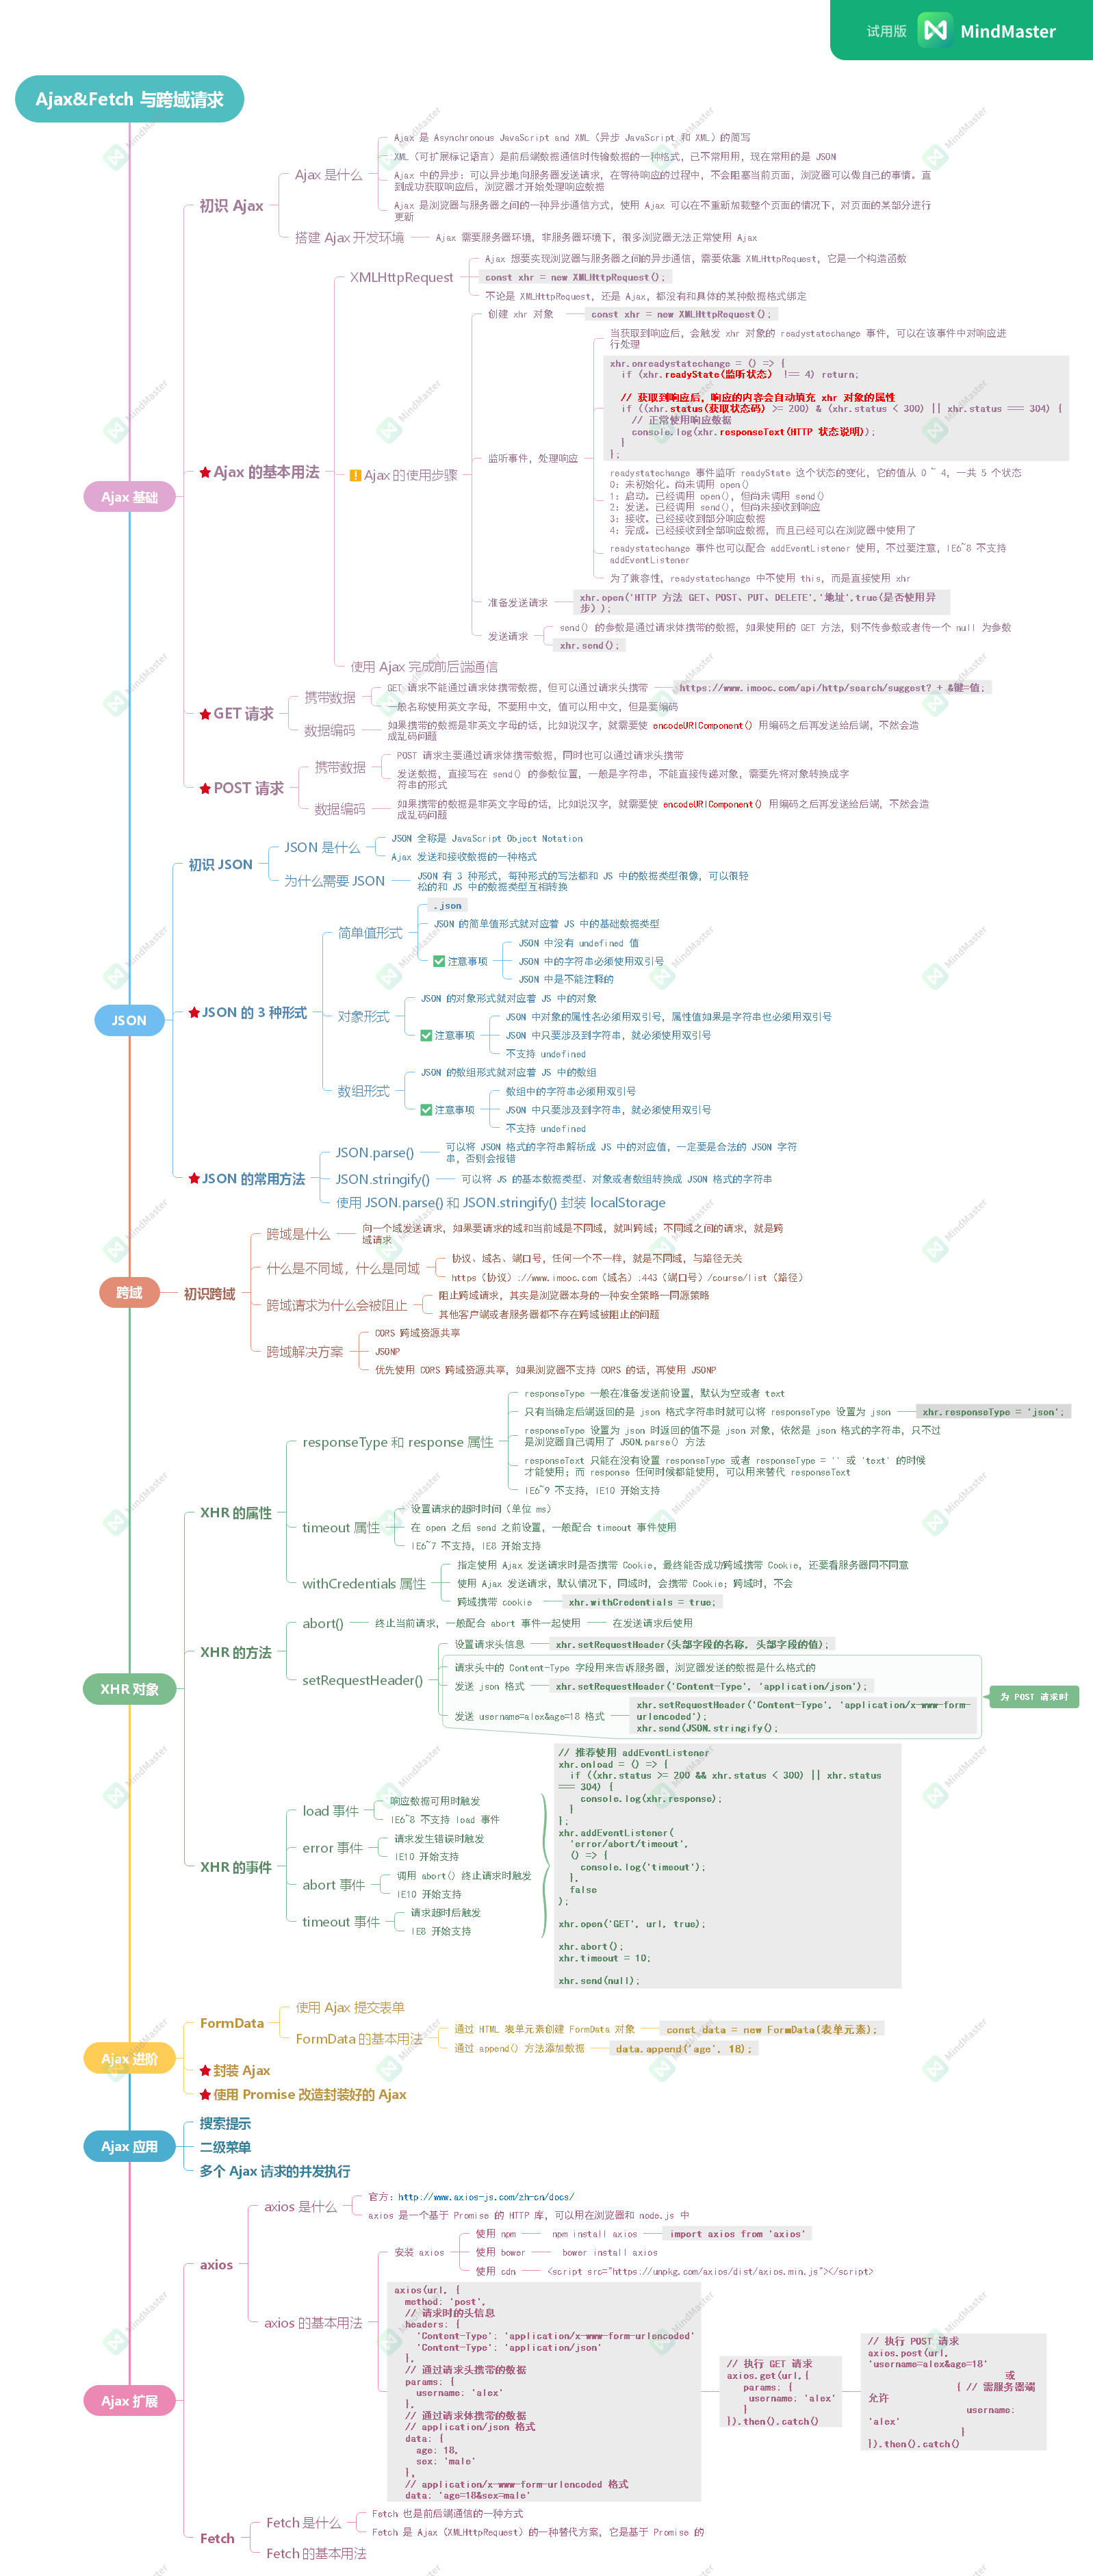 试用版 MindMaster
Ajax&Fetch 与跨域请求
Ajax 基础
初识 Ajax
Ajax 是什么
Ajax 是 Asynchronous JavaScript and XML（异步 JavaScript 和 XML）的简写
XML（可扩展标记语言）是前后端数据通信时传输数据的一种格式，已不常用用，现在常用的是 JSON
Ajax 中的异步：可以异步地向服务器发送请求，在等待响应的过程中，不会阻塞当前页面，浏览器可以做自己的事情。直
到成功获取响应后，浏览器才开始处理响应数据
Ajax 是浏览器与服务器之间的一种异步通信方式，使用 Ajax 可以在不重新加载整个页面的情况下，对页面的某部分进行
更新
搭建 Ajax 开发环境
Ajax 需要服务器环境，非服务器环境下，很多浏览器无法正常使用 Ajax
Ajax 的基本用法
XMLHttpRequest
Ajax 想要实现浏览器与服务器之间的异步通信，需要依靠 XMLHttpRequest，它是一个构造函数
const xhr = new XMLHttpRequest();
不论是 XMLHttpRequest，还是 Ajax，都没有和具体的某种数据格式绑定
Ajax 的使用步骤
创建 xhr 对象
const xhr = new XMLHttpRequest();
监听事件，处理响应
当获取到响应后，会触发 xhr 对象的 readystatechange 事件，可以在该事件中对响应进
行处理
xhr.onreadystatechange = () => {
if (xhr.readyState(监听状态) !== 4) return;
// 获取到响应后，响应的内容会自动填充 xhr 对象的属性
if ((xhr.status(获取状态码) >= 200) & (xhr.status < 300) || xhr.status === 304) {
// 正常使用响应数据
console.log(xhr.responseText(HTTP 状态说明));
}
};
readystatechange 事件监听 readyState 这个状态的变化，它的值从 0 ~ 4，一共 5 个状态
0：未初始化。尚未调用 open()
1：启动。已经调用 open()，但尚未调用 send()
2：发送。已经调用 send()，但尚未接收到响应
3：接收。已经接收到部分响应数据
4：完成。已经接收到全部响应数据，而且已经可以在浏览器中使用了
readystatechange 事件也可以配合 addEventListener 使用，不过要注意，IE6~8 不支持
addEventListener
为了兼容性，readystatechange 中不使用 this，而是直接使用 xhr
准备发送请求
xhr.open('HTTP 方法 GET、POST、PUT、DELETE','地址',true(是否使用异
步));
发送请求
send() 的参数是通过请求体携带的数据，如果使用的 GET 方法，则不传参数或者传一个 null 为参数
xhr.send();
使用 Ajax 完成前后端通信
GET 请求
携带数据
GET 请求不能通过请求体携带数据，但可以通过请求头携带
https://www.imooc.com/api/http/search/suggest? + &键=值;
一般名称使用英文字母，不要用中文，值可以用中文，但是要编码
数据编码
如果携带的数据是非英文字母的话，比如说汉字，就需要使 encodeURIComponent() 用编码之后再发送给后端，不然会造
成乱码问题
POST 请求
携带数据
POST 请求主要通过请求体携带数据，同时也可以通过请求头携带
发送数据，直接写在 send() 的参数位置，一般是字符串，不能直接传递对象，需要先将对象转换成字
符串的形式
数据编码
如果携带的数据是非英文字母的话，比如说汉字，就需要使 encodeURIComponent() 用编码之后再发送给后端，不然会造
成乱码问题
JSON
初识 JSON
JSON 是什么
JSON 全称是 JavaScript Object Notation
Ajax 发送和接收数据的一种格式
为什么需要 JSON
JSON 有 3 种形式，每种形式的写法都和 JS 中的数据类型很像，可以很轻
松的和 JS 中的数据类型互相转换
JSON 的 3 种形式
简单值形式
.json
JSON 的简单值形式就对应着 JS 中的基础数据类型
注意事项
JSON 中没有 undefined 值
JSON 中的字符串必须使用双引号
JSON 中是不能注释的
对象形式
JSON 的对象形式就对应着 JS 中的对象
注意事项
JSON 中对象的属性名必须用双引号，属性值如果是字符串也必须用双引号
JSON 中只要涉及到字符串，就必须使用双引号
不支持 undefined
数组形式
JSON 的数组形式就对应着 JS 中的数组
注意事项
数组中的字符串必须用双引号
JSON 中只要涉及到字符串，就必须使用双引号
不支持 undefined
JSON 的常用方法
JSON.parse()
可以将 JSON 格式的字符串解析成 JS 中的对应值，一定要是合法的 JSON 字符
串，否则会报错
JSON.stringify()
可以将 JS 的基本数据类型、对象或者数组转换成 JSON 格式的字符串
使用 JSON.parse() 和 JSON.stringify() 封装 localStorage
跨域
初识跨域
跨域是什么
向一个域发送请求，如果要请求的域和当前域是不同域，就叫跨域；不同域之间的请求，就是跨
域请求
什么是不同域，什么是同域
协议、域名、端口号，任何一个不一样，就是不同域，与路径无关
https（协议）://www.imooc.com（域名）:443（端口号）/course/list（路径）
跨域请求为什么会被阻止
阻止跨域请求，其实是浏览器本身的一种安全策略—同源策略
其他客户端或者服务器都不存在跨域被阻止的问题
跨域解决方案
CORS 跨域资源共享
JSONP
优先使用 CORS 跨域资源共享，如果浏览器不支持 CORS 的话，再使用 JSONP
XHR 对象
XHR 的属性
responseType 和 response 属性
responseType 一般在准备发送前设置，默认为空或者 text
只有当确定后端返回的是 json 格式字符串时就可以将 responseType 设置为 json
xhr.responseType = 'json';
responseType 设置为 json 时返回的值不是 json 对象，依然是 json 格式的字符串，只不过
是浏览器自己调用了 JSON.parse() 方法
responseText 只能在没有设置 responseType 或者 responseType = '' 或 'text' 的时候
才能使用；而 response 任何时候都能使用，可以用来替代 responseText
IE6~9 不支持，IE10 开始支持
timeout 属性
设置请求的超时时间（单位 ms）
在 open 之后 send 之前设置，一般配合 timeout 事件使用
IE6~7 不支持，IE8 开始支持
withCredentials 属性
指定使用 Ajax 发送请求时是否携带 Cookie，最终能否成功跨域携带 Cookie，还要看服务器同不同意
使用 Ajax 发送请求，默认情况下，同域时，会携带 Cookie；跨域时，不会
跨域携带 cookie
xhr.withCredentials = true;
XHR 的方法
abort()
终止当前请求，一般配合 abort 事件一起使用
在发送请求后使用
setRequestHeader()
设置请求头信息
xhr.setRequestHeader(头部字段的名称, 头部字段的值);
请求头中的 Content-Type 字段用来告诉服务器，浏览器发送的数据是什么格式的
发送 json 格式
xhr.setRequestHeader('Content-Type', 'application/json');
发送 username=alex&age=18 格式
xhr.setRequestHeader('Content-Type', 'application/x-www-form-
urlencoded');
xhr.send(JSON.stringify();
为 POST 请求时
XHR 的事件
load 事件
响应数据可用时触发
IE6~8 不支持 load 事件
error 事件
请求发生错误时触发
IE10 开始支持
abort 事件
调用 abort() 终止请求时触发
IE10 开始支持
timeout 事件
请求超时后触发
IE8 开始支持
// 推荐使用 addEventListener
xhr.onload = () => {
if ((xhr.status >= 200 && xhr.status < 300) || xhr.status
=== 304) {
console.log(xhr.response);
}
};
xhr.addEventListener(
'error/abort/timeout',
() => {
console.log('timeout');
},
false
);
xhr.open('GET', url, true);
xhr.abort();
xhr.timeout = 10;
xhr.send(null);
Ajax 进阶
FormData
使用 Ajax 提交表单
FormData 的基本用法
通过 HTML 表单元素创建 FormData 对象
const data = new FormData(表单元素);
通过 append() 方法添加数据
data.append('age', 18);
封装 Ajax
使用 Promise 改造封装好的 Ajax
Ajax 应用
搜索提示
二级菜单
多个 Ajax 请求的并发执行
Ajax 扩展
axios
axios 是什么
官方：http://www.axios-js.com/zh-cn/docs/
axios 是一个基于 Promise 的 HTTP 库，可以用在浏览器和 node.js 中
axios 的基本用法
安装 axios
使用 npm
npm install axios
import axios from 'axios'
使用 bower
bower install axios
使用 cdn
<script src="https://unpkg.com/axios/dist/axios.min.js"></script>
axios(url, {
method: 'post',
// 请求时的头信息
headers: {
'Content-Type': 'application/x-www-form-urlencoded'
'Content-Type': 'application/json'
},
// 通过请求头携带的数据
params: {
username: 'alex'
},
// 通过请求体携带的数据
// application/json 格式
data: {
age: 18,
sex: 'male'
},
// application/x-www-form-urlencoded 格式
data: 'age=18&sex=male'
// 执行 GET 请求
axios.get(url,{
params: {
username: 'alex'
}
}).then().catch()
// 执行 POST 请求
axios.post(url,
'username=alex&age=18'
或
{ // 需服务器端
允许
username:
'alex'
}
}).then().catch()
Fetch
Fetch 是什么
Fetch 也是前后端通信的一种方式
Fetch 是 Ajax（XMLHttpRequest）的一种替代方案，它是基于 Promise 的
Fetch 的基本用法